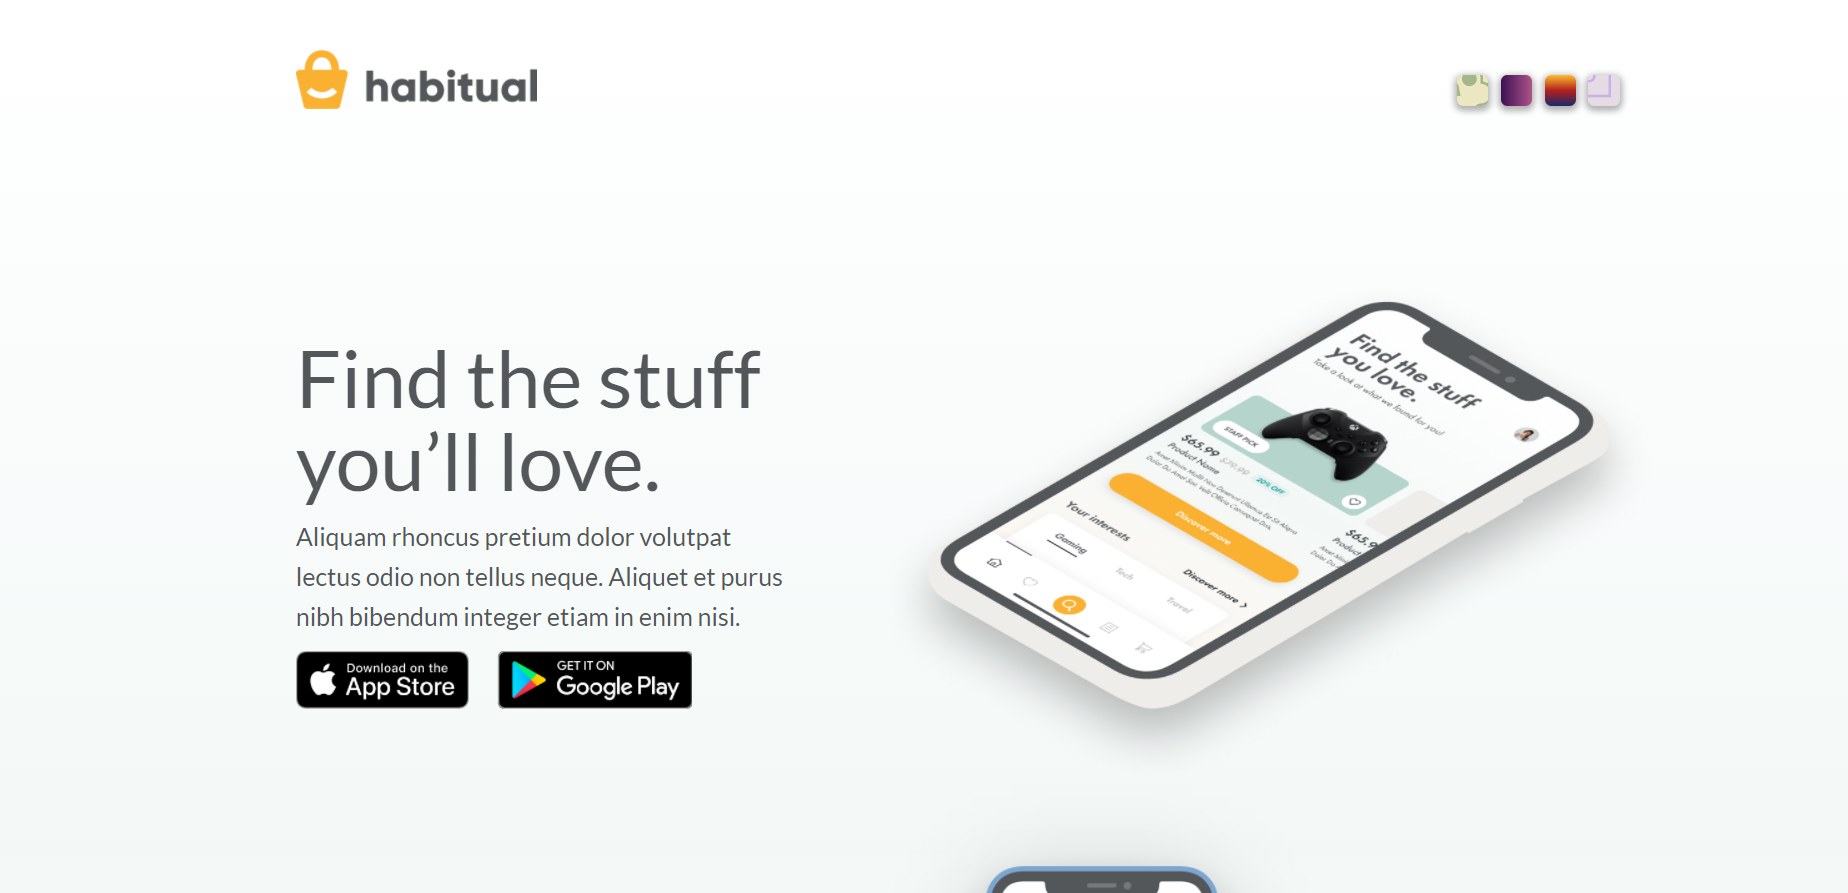 habitual
Find the stuff
you’ll love.
Aliquam rhoncus pretium dolor volutpat
lectus odio non tellus neque. Aliquet et purus
nibh bibendum integer etiam in enim nisi.
Download on the
App Store
GET IT ON
Google Play
Find the stuff
you love.
Take a look at what we found for you!
STAFF PICK
$65.99 $79.99 20% OFF
Product Name
Discover more
Your interests
Discover more
Gaming
Tech
Travel
$65.9
Product